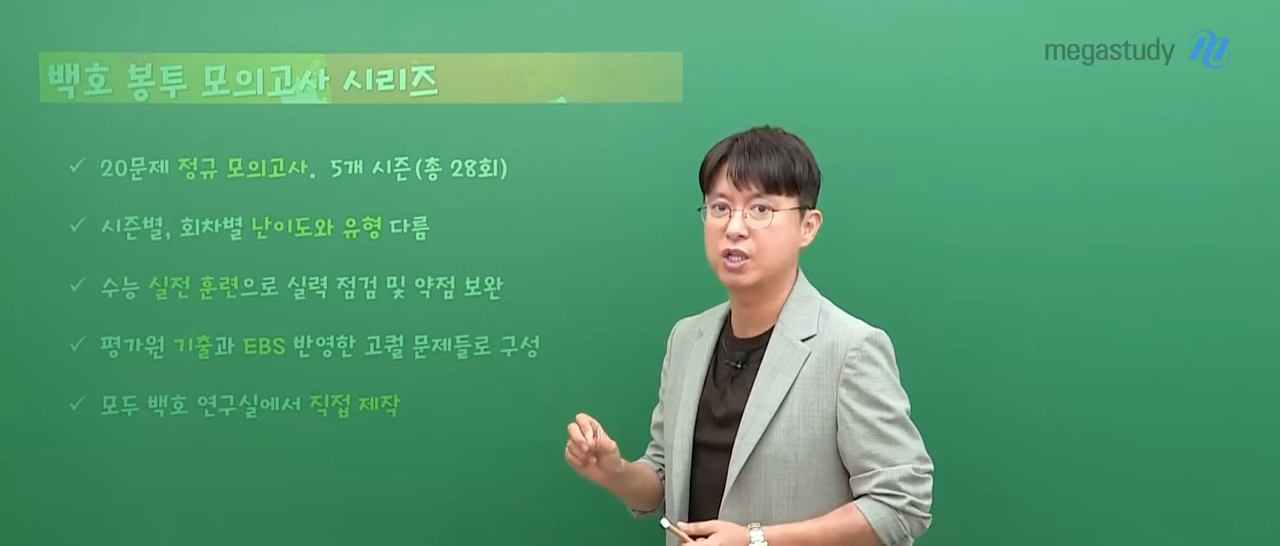 megastudy
백호 봉투 모의고사 시리즈
✓ 20문제 정규 모의고사. 5개 시즌(총 28회)
✓ 시즌별, 회차별 난이도와 유형 다름
✓ 수능 실전 훈련으로 실력 점검 및 약점 보완
✓ 평가원 기출과 EBS 반영한 고퀄 문제들로 구성
✓ 모두 백호 연구실에서 직접 제작